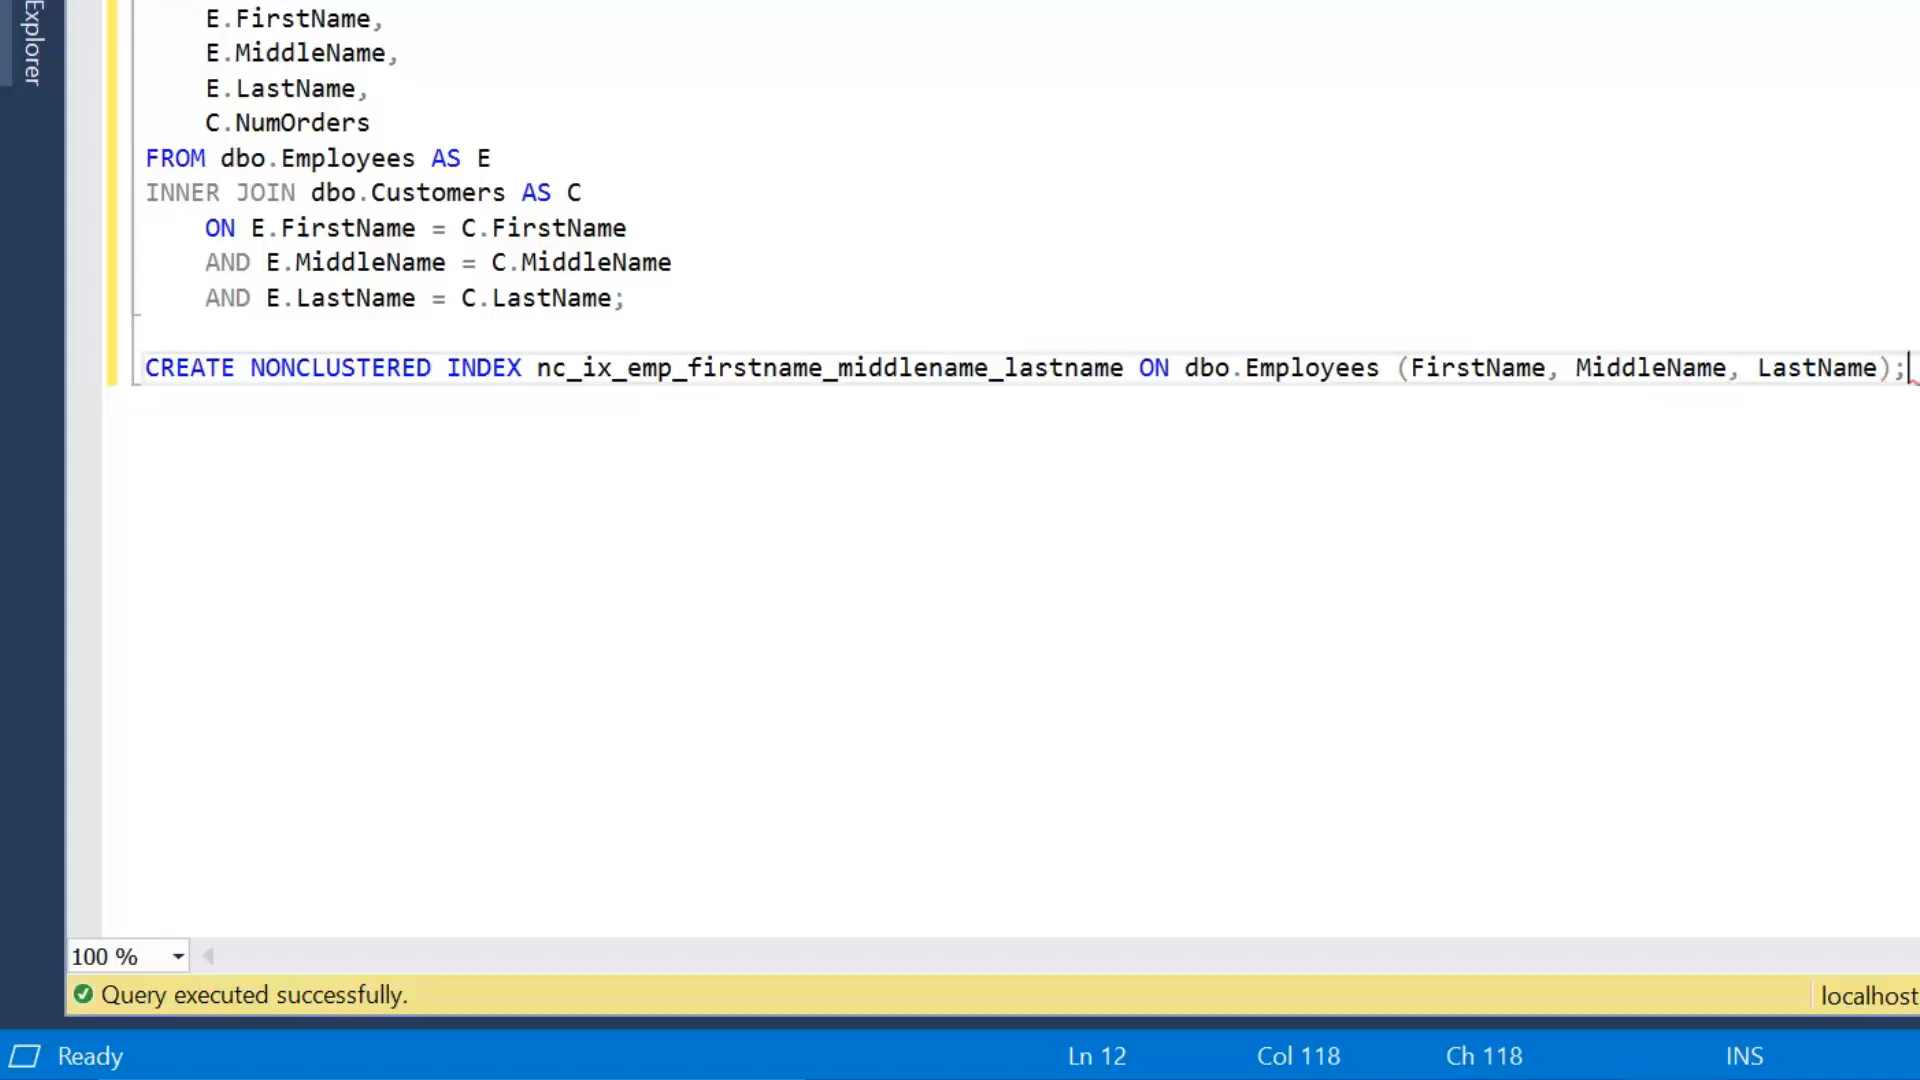 Explorer
E.FirstName,
E.MiddleName,
E.LastName,
C.NumOrders
FROM dbo.Employees AS E
INNER JOIN dbo.Customers AS C
ON E.FirstName = C.FirstName
AND E.MiddleName = C.MiddleName
AND E.LastName = C.LastName;
CREATE NONCLUSTERED INDEX nc_ix_emp_firstname_middlename_lastname ON dbo.Employees (FirstName, MiddleName, LastName);
100 %
Query executed successfully. localhost
Ready Ln 12 Col 118 Ch 118 INS